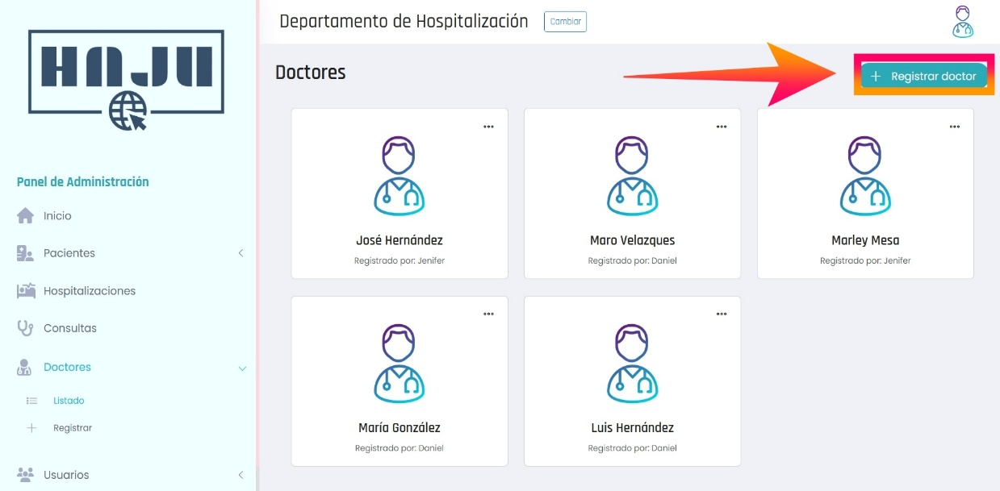 HNJU
Panel de Administración
Inicio
Pacientes
Hospitalizaciones
Consultas
Doctores
Listado
Registrar
Usuarios
Departamento de Hospitalización
Cambiar
Doctores
+ Registrar doctor
José Hernández
Registrado por: Jenifer
Maro Velazques
Registrado por: Daniel
Marley Mesa
Registrado por: Jenifer
María González
Registrado por: Daniel
Luis Hernández
Registrado por: Daniel